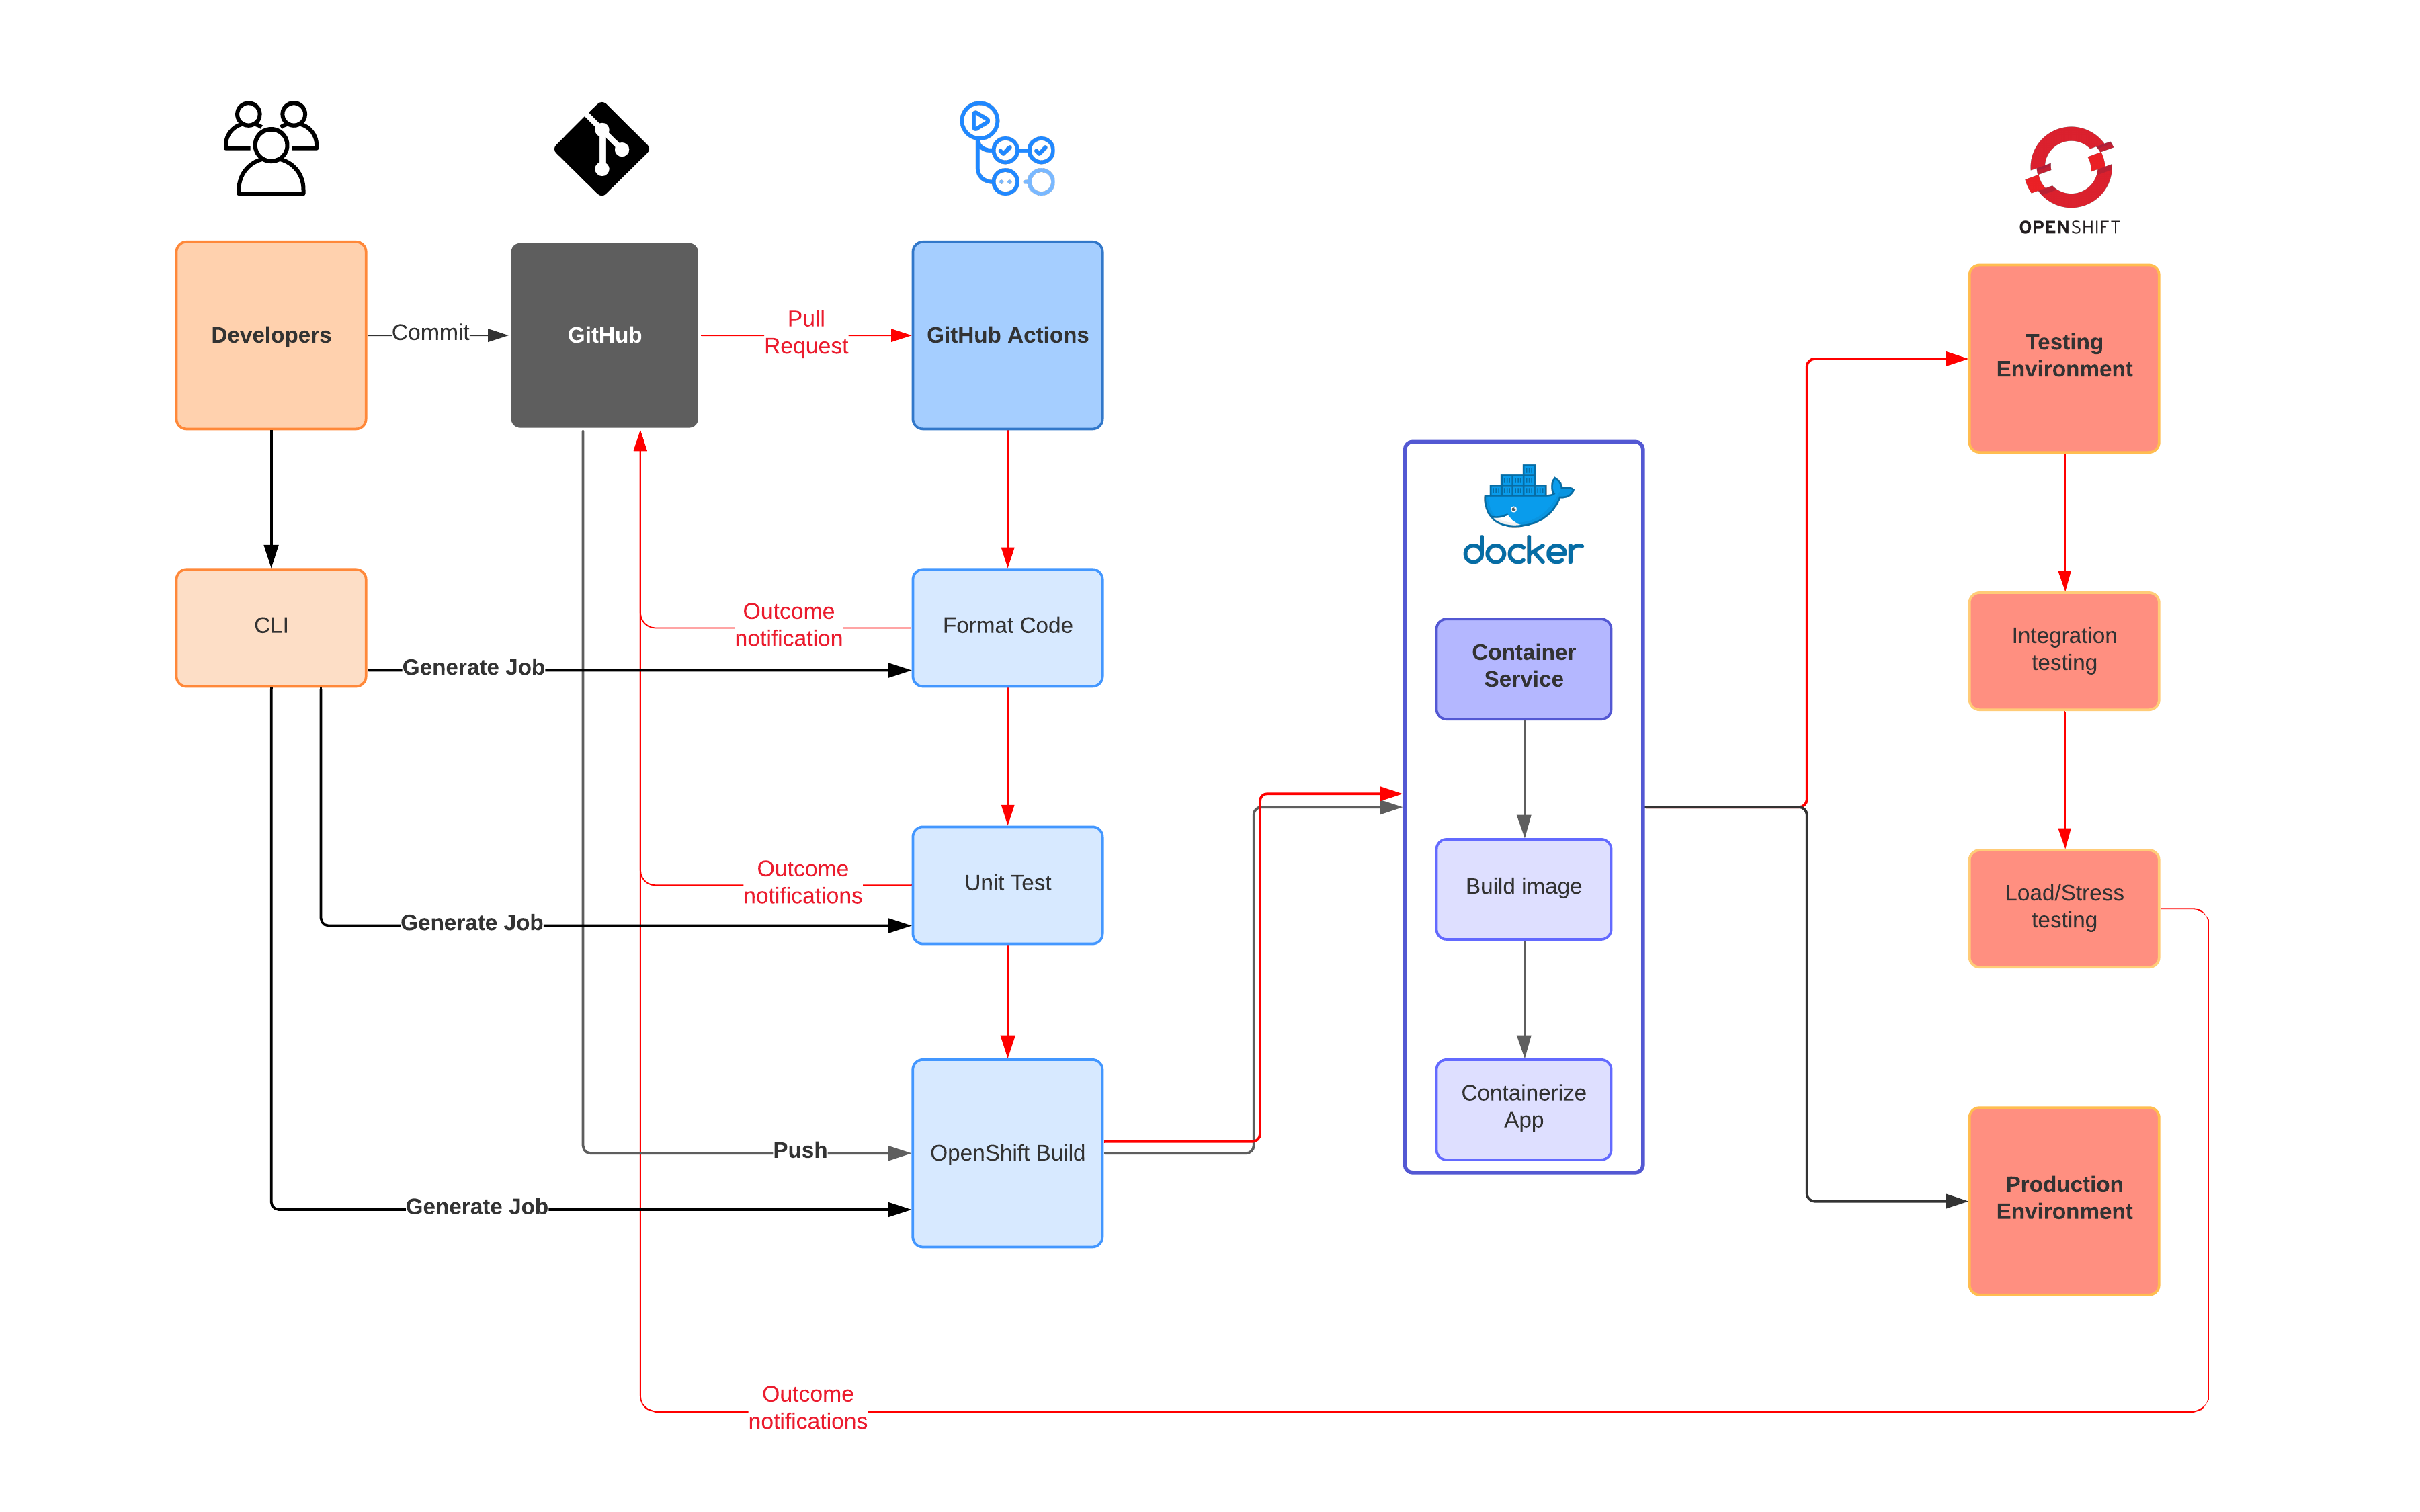 OPENSHIFT
Developers
Commit
GitHub
Pull
Request
GitHub Actions
Testing
Environment
docker
CLI
Generate Job
Outcome
notification
Format Code
Container
Service
Integration
testing
Generate Job
Outcome
notifications
Unit Test
Build image
Load/Stress
testing
Push
Generate Job
OpenShift Build
Containerize
App
Production
Environment
Outcome
notifications